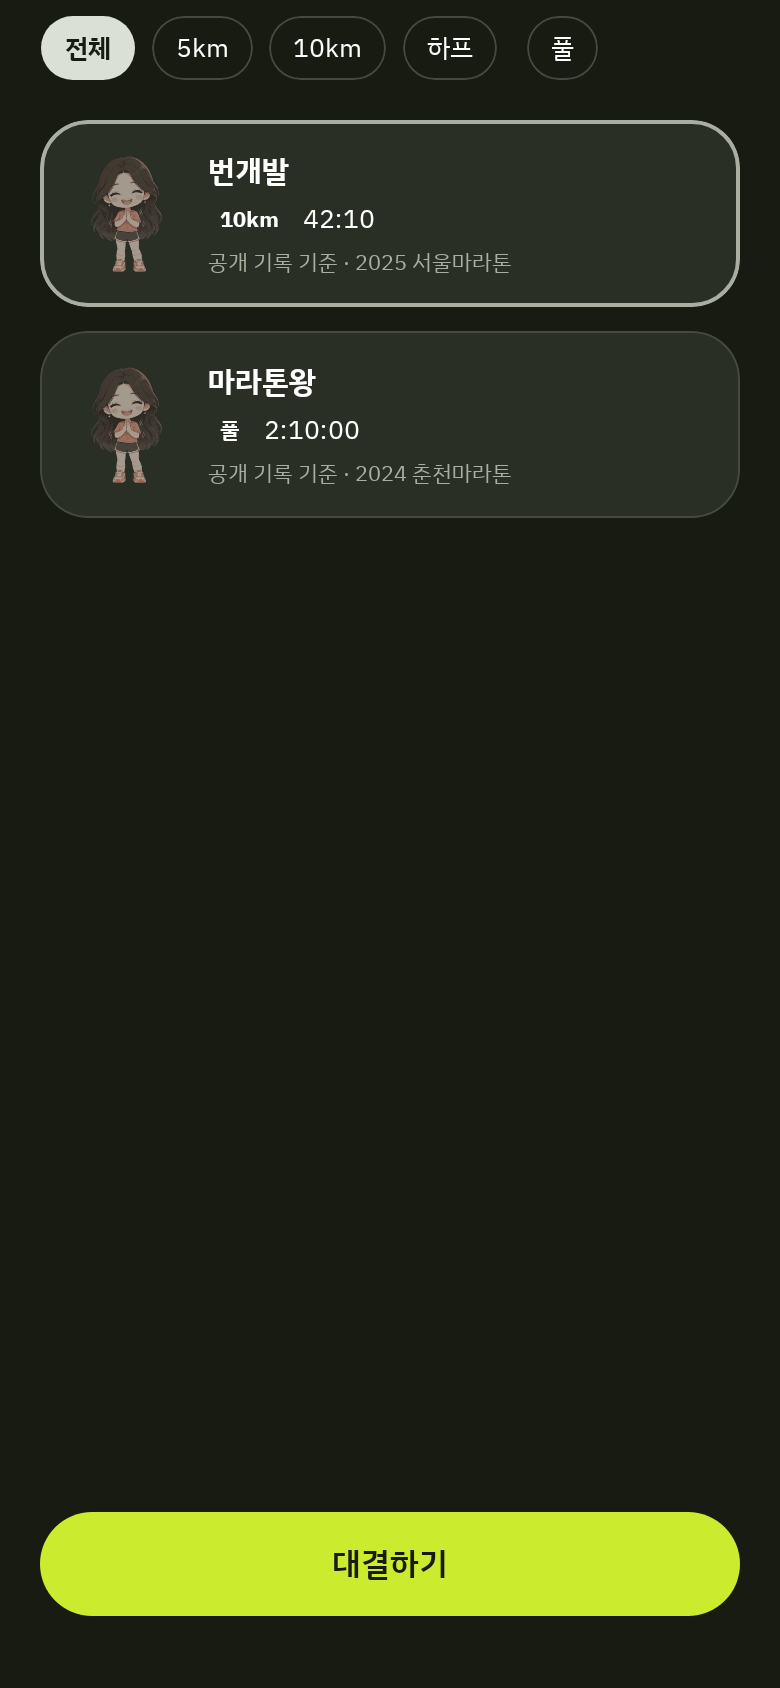 전체 5km 10km 하프 풀
번개발
10km 42:10
공개 기록 기준 · 2025 서울마라톤
마라톤왕
풀 2:10:00
공개 기록 기준 · 2024 춘천마라톤
대결하기